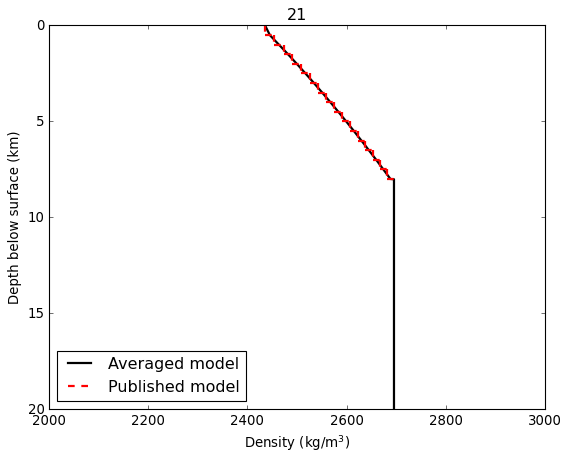 21
0
5
10
15
20
Depth below surface (km)
Averaged model
Published model
2000 2200 2400 2600 2800 3000
Density (kg/m³)